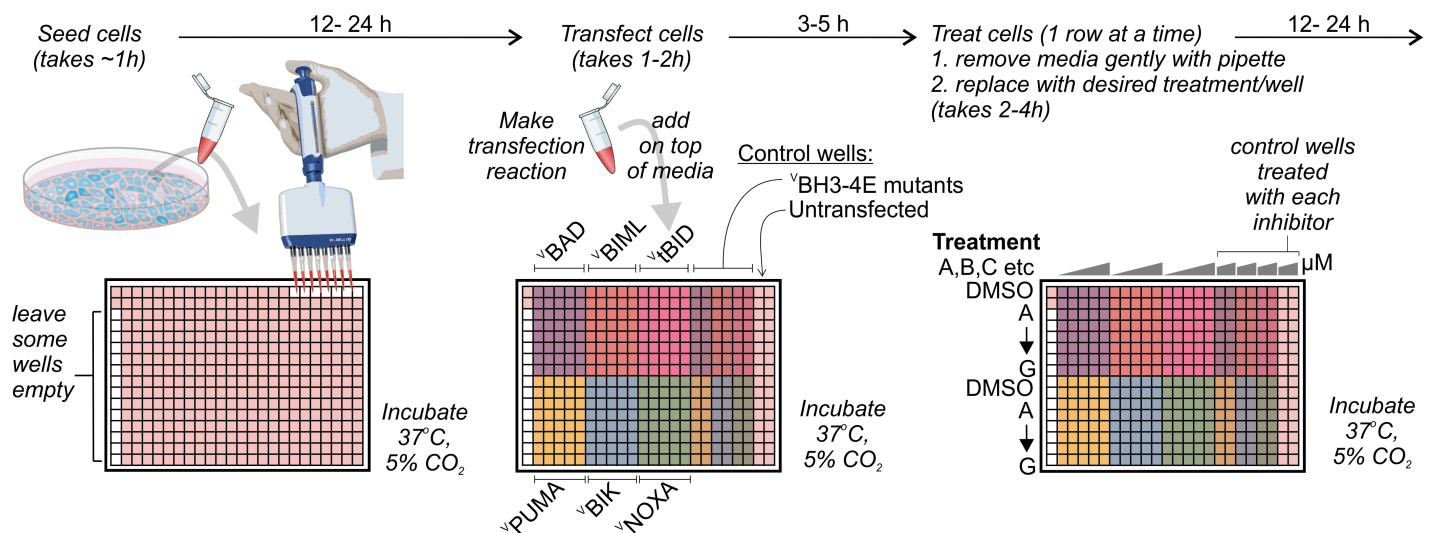 Seed cells
(takes ~1h)
12- 24 h
Transfect cells
(takes 1-2h)
3-5 h
Treat cells (1 row at a time)
1. remove media gently with pipette
2. replace with desired treatment/well
(takes 2-4h)
12- 24 h
Make
transfection
reaction
add
on top
of media
Control wells:
ᵛBH3-4E mutants
Untransfected
control wells
treated
with each
inhibitor
ᵛBAD
ᵛBIML
ᵛtBID
Treatment
A,B,C etc
µM
leave
some
wells
empty
Incubate
37°C,
5% CO₂
Incubate
37°C,
5% CO₂
DMSO
A
G
DMSO
A
G
Incubate
37°C,
5% CO₂
ᵛPUMA
ᵛBIK
ᵛNOXA